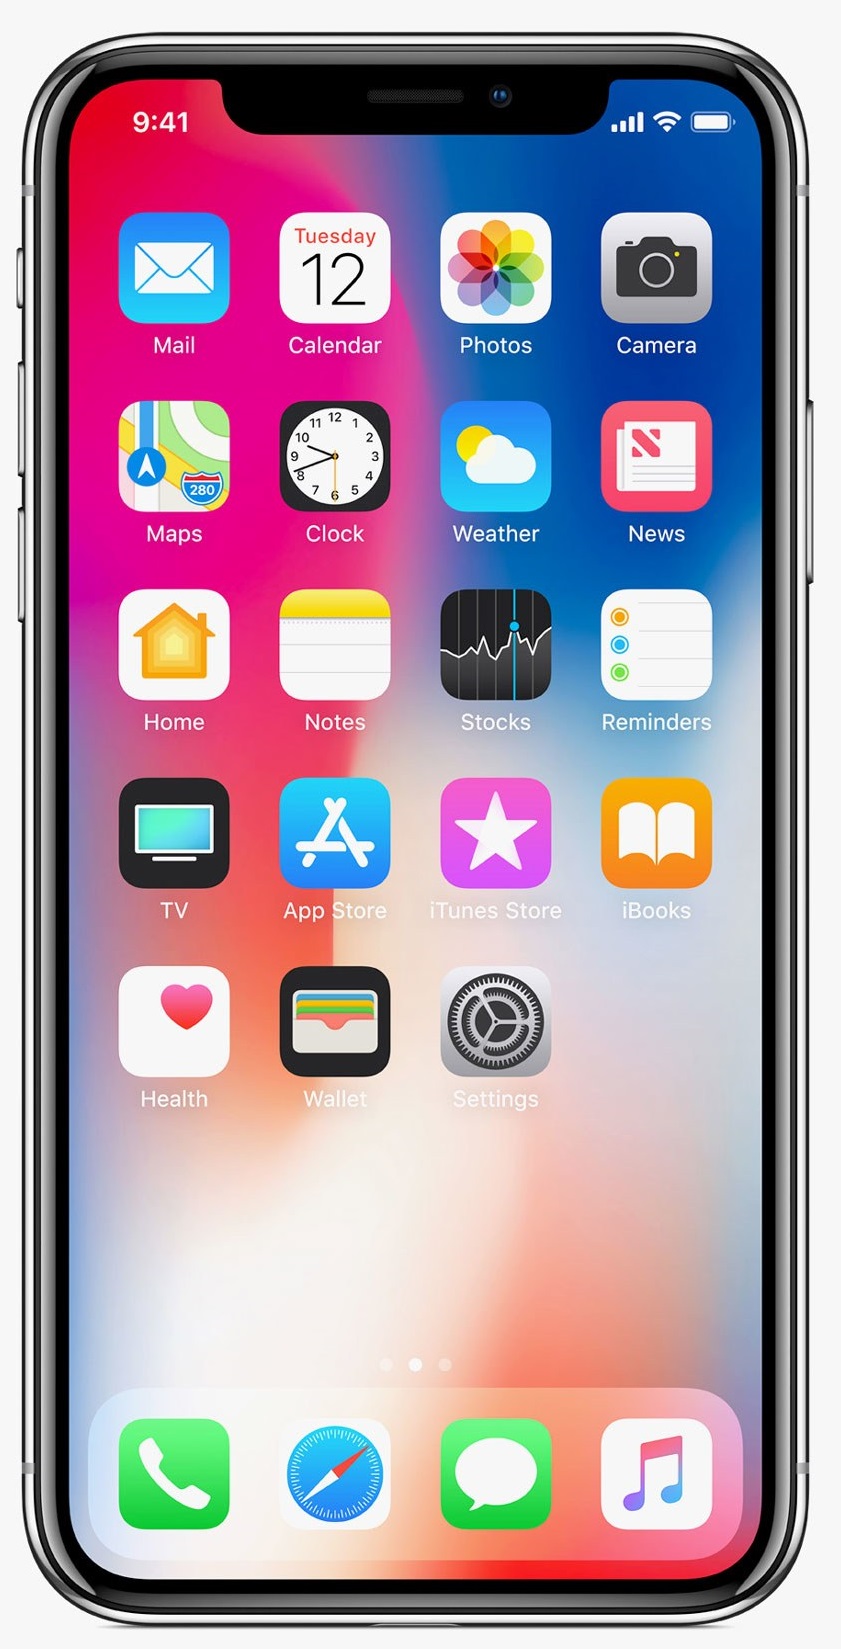 9:41
Tuesday
12
Mail
Calendar
Photos
Camera
12
11
1
10
2
9
3
8
4
7
5
6
280
Maps
Clock
Weather
News
Home
Notes
Stocks
Reminders
TV
App Store
iTunes Store
iBooks
Health
Wallet
Settings